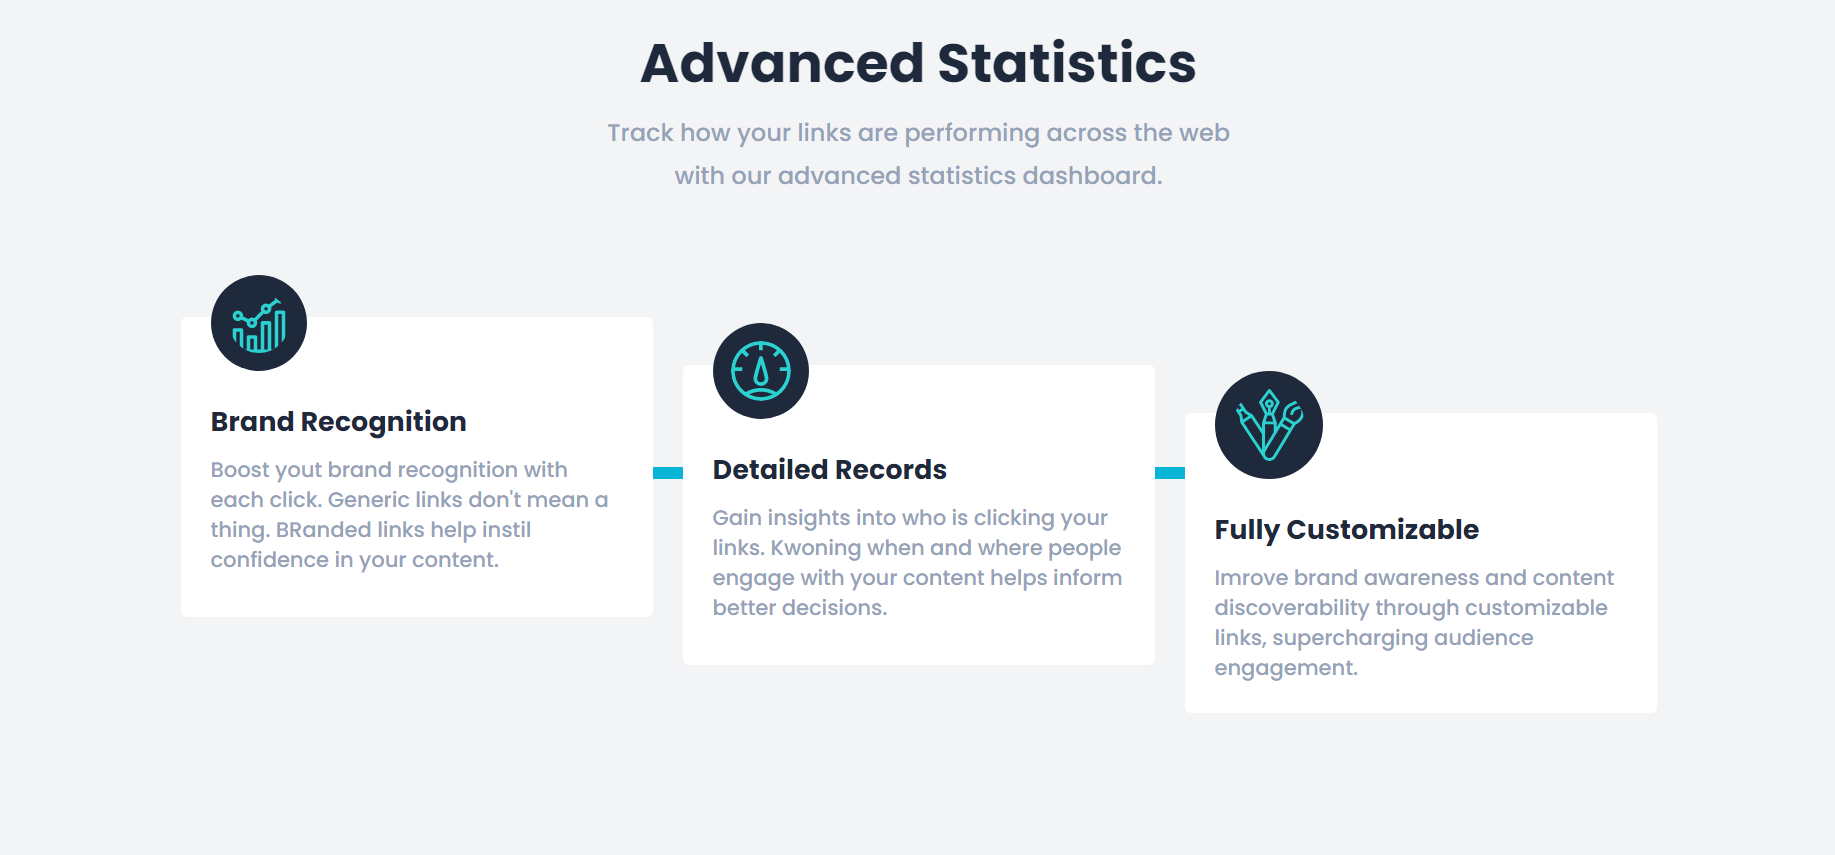 Advanced Statistics
Track how your links are performing across the web
with our advanced statistics dashboard.
Brand Recognition
Boost yout brand recognition with
each click. Generic links don't mean a
thing. BRanded links help instil
confidence in your content.
Detailed Records
Gain insights into who is clicking your
links. Kwoning when and where people
engage with your content helps inform
better decisions.
Fully Customizable
Imrove brand awareness and content
discoverability through customizable
links, supercharging audience
engagement.